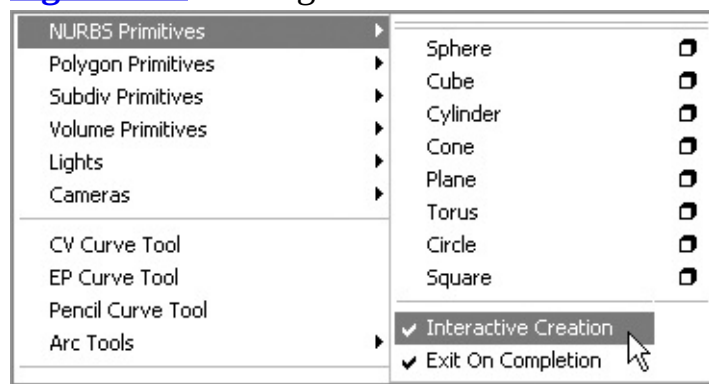 NURBS Primitives
Polygon Primitives
Subdiv Primitives
Volume Primitives
Lights
Cameras
CV Curve Tool
EP Curve Tool
Pencil Curve Tool
Arc Tools
Sphere
Cube
Cylinder
Cone
Plane
Torus
Circle
Square
Interactive Creation
Exit On Completion